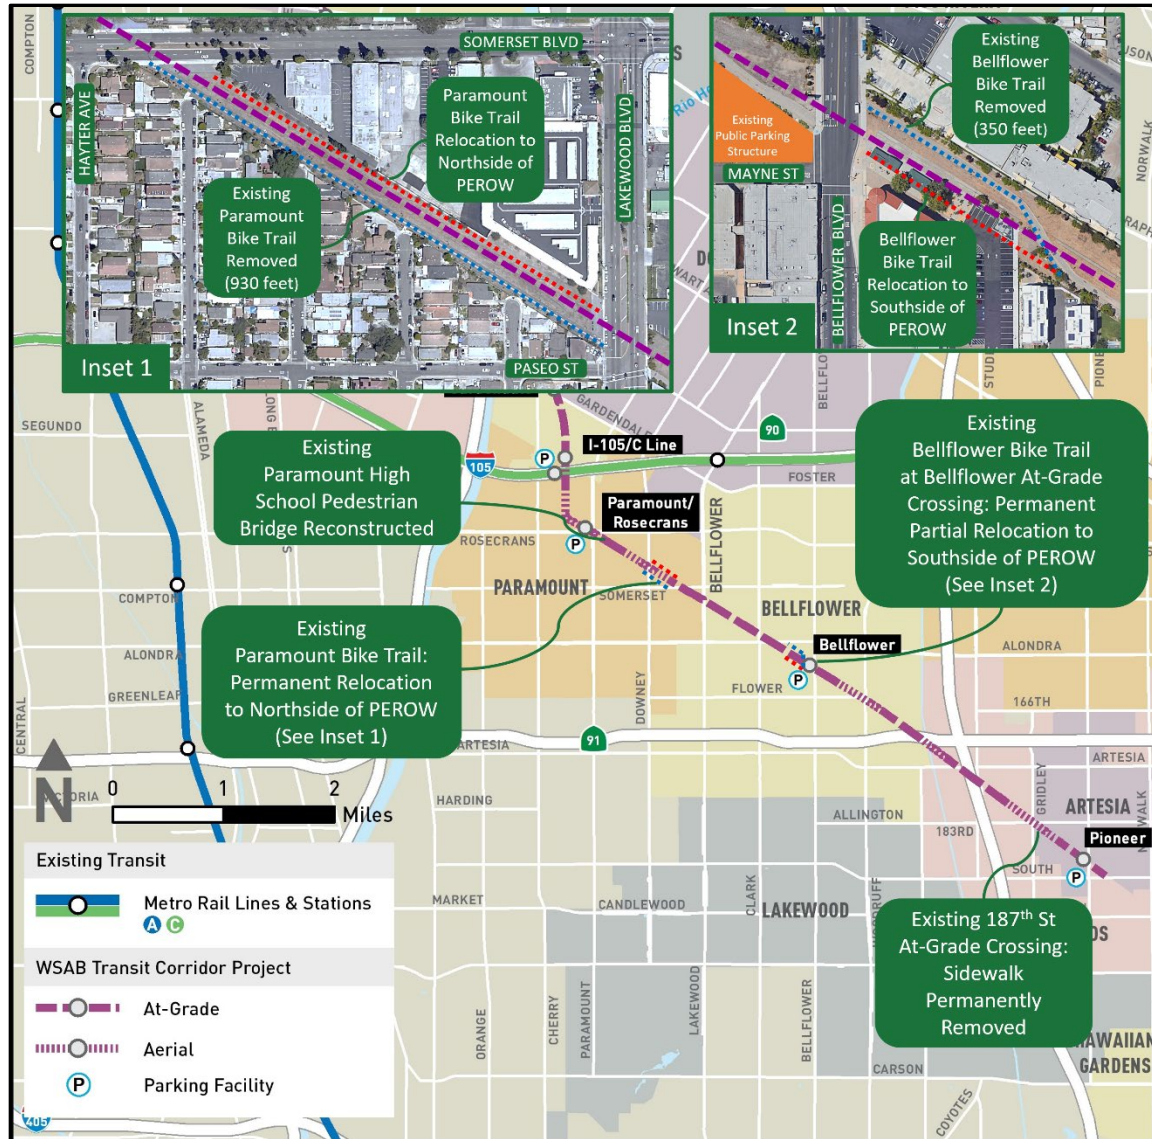 COMPTON
HAYTER AVE
SOMERSET BLVD
LAKEWOOD BLVD
Paramount
Bike Trail
Relocation to
Northside of
PEROW
Existing
Paramount
Bike Trail
Removed
(930 feet)
Inset 1
PASEO ST
Existing
Bellflower
Bike Trail
Removed
(350 feet)
Existing
Public Parking
Structure
MAYNE ST
BELLFLOWER BLVD
Bellflower
Bike Trail
Relocation to
Southside of
PEROW
Inset 2
NORWALK
SEGUNDO
ALAMEDA
GARDENDALE
Existing
Paramount High
School Pedestrian
Bridge Reconstructed
105
P
I-105/C Line
90
FOSTER
Paramount/
Rosecrans
P
ROSECRANS
BELLFLOWER
Existing
Bellflower Bike Trail
at Bellflower At-Grade
Crossing: Permanent
Partial Relocation to
Southside of PEROW
(See Inset 2)
PARAMOUNT
SOMERSET
COMPTON
BELLFLOWER
Existing
Paramount Bike Trail:
Permanent Relocation
to Northside of PEROW
(See Inset 1)
ALONDRA
Bellflower
P
ALONDRA
FLOWER
GREENLEAF
CENTRAL
DOWNEY
166TH
ARTESIA
91
ARTESIA
N
0 1 2
Miles
HARDING
ALLINGTON
183RD
GRIDLEY
ARTESIA
Pioneer
SOUTH
P
Existing Transit
Metro Rail Lines & Stations
A C
WSAB Transit Corridor Project
At-Grade
Aerial
P Parking Facility
MARKET
CANDLEWOOD
CLARK
LAKEWOOD
Existing 187th St
At-Grade Crossing:
Sidewalk
Permanently
Removed
ORANGE
CHERRY
PARAMOUNT
LAKEWOOD
BELLFLOWER
CARSON
HAWAIIAN
GARDENS
COYOTES
405